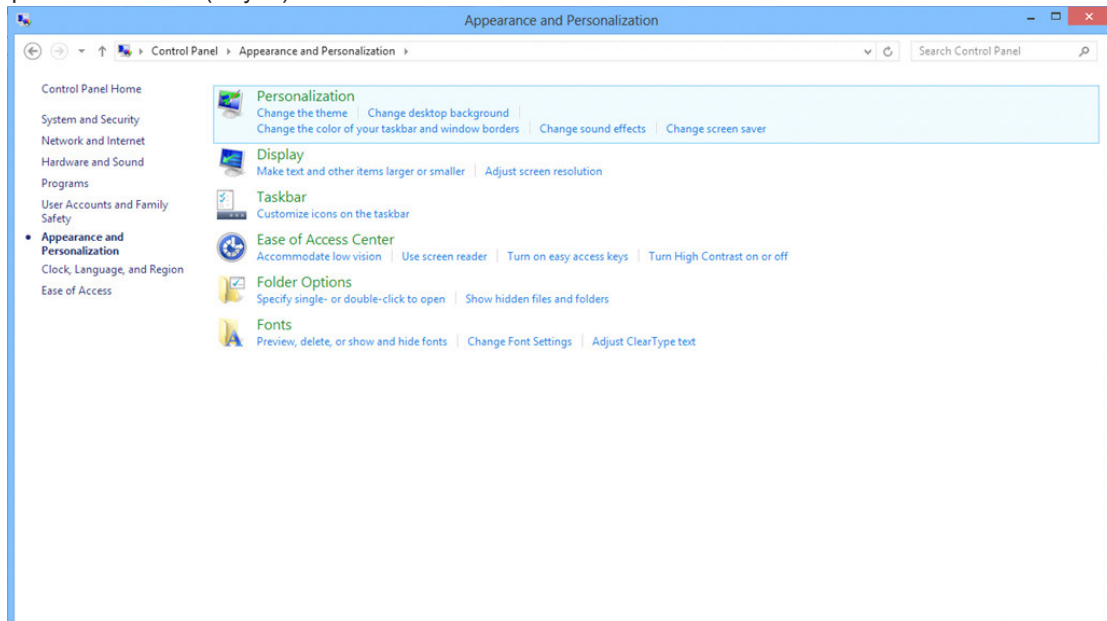 Appearance and Personalization
Control Panel Appearance and Personalization
Search Control Panel
Control Panel Home
System and Security
Network and Internet
Hardware and Sound
Programs
User Accounts and Family
Safety
Appearance and
Personalization
Clock, Language, and Region
Ease of Access
Personalization
Change the theme Change desktop background
Change the color of your taskbar and window borders Change sound effects Change screen saver
Display
Make text and other items larger or smaller Adjust screen resolution
Taskbar
Customize icons on the taskbar
Ease of Access Center
Accommodate low vision Use screen reader Turn on easy access keys Turn High Contrast on or off
Folder Options
Specify single- or double-click to open Show hidden files and folders
Fonts
Preview, delete, or show and hide fonts Change Font Settings Adjust ClearType text